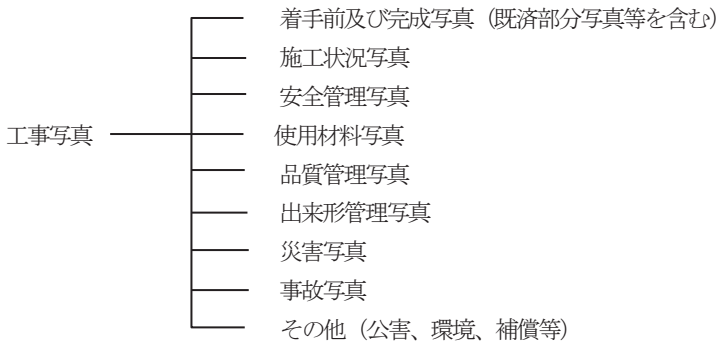 着手前及び完成写真（既済部分写真等を含む）
施工状況写真
安全管理写真
工事写真
使用材料写真
品質管理写真
出来形管理写真
災害写真
事故写真
その他（公害、環境、補償等）